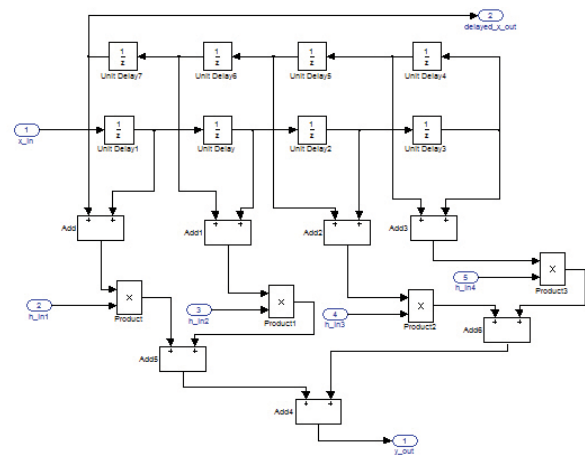 2
delayed_x_out
1
z
1
z
1
z
1
z
Unit Delay7
Unit Delay6
Unit Delay5
Unit Delay4
1
x_in
1
z
1
z
1
z
1
z
Unit Delay1
Unit Delay
Unit Delay2
Unit Delay3
+ +
+ +
+ +
+ +
Add
Add1
Add2
Add3
5
h_in4
X
Product3
2
h_in1
X
Product
3
h_in2
X
Product1
4
h_in3
X
Product2
+ +
Add6
+ +
Add5
+ +
Add4
1
y_out